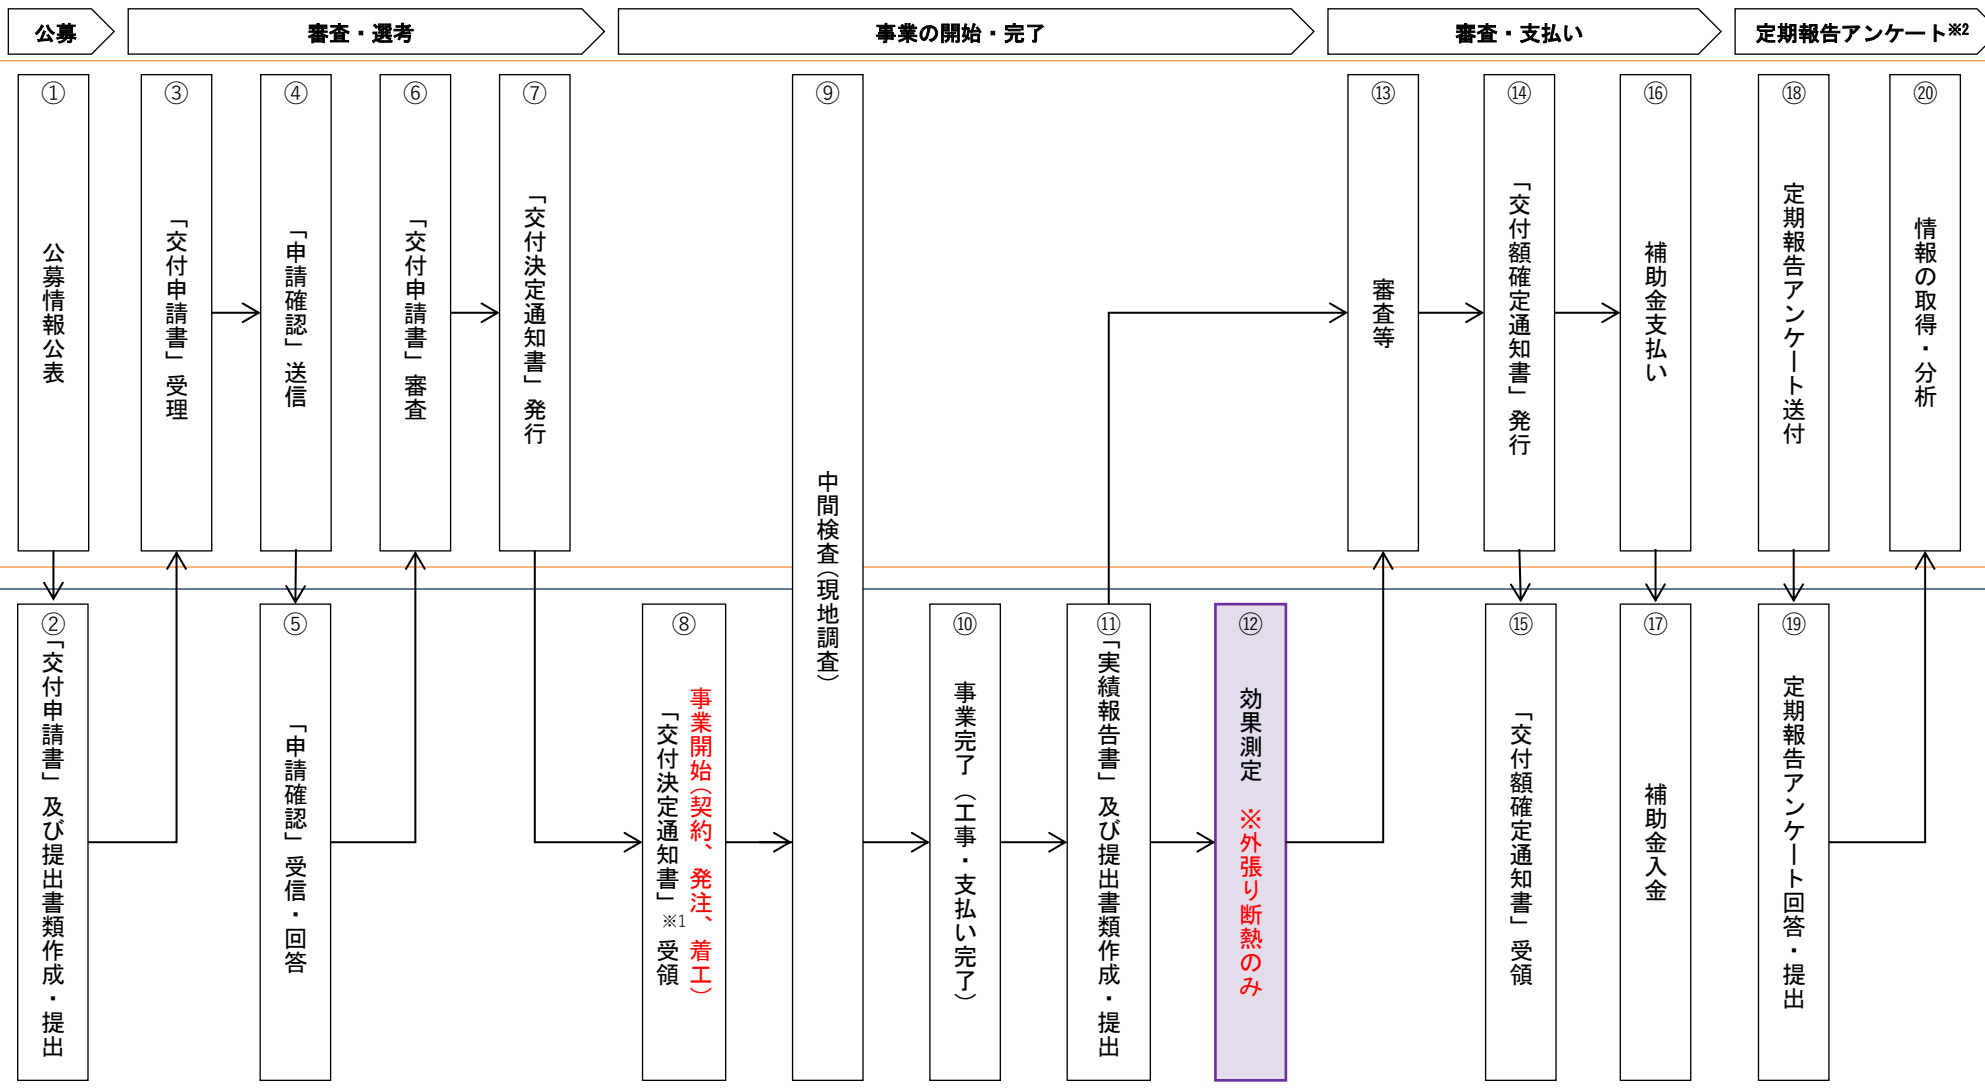 公募
審査・選考
事業の開始・完了
審査・支払い
定期報告アンケート※2
①
公募情報公表
②
「交付申請書」及び提出書類作成・提出
③
「交付申請書」受理
④
「申請確認」送信
⑤
「申請確認」受信・回答
⑥
「交付申請書」審査
⑦
「交付決定通知書」発行
⑧
事業開始（契約、発注、着工）
「交付決定通知書」※1受領
⑨
中間検査（現地調査）
⑩
事業完了（工事・支払い完了）
⑪
「実績報告書」及び提出書類作成・提出
⑫
効果測定 ※外張り断熱のみ
⑬
審査等
⑭
「交付額確定通知書」発行
⑮
「交付額確定通知書」受領
⑯
補助金支払い
⑰
補助金入金
⑱
定期報告アンケート送付
⑲
定期報告アンケート回答・提出
⑳
情報の取得・分析